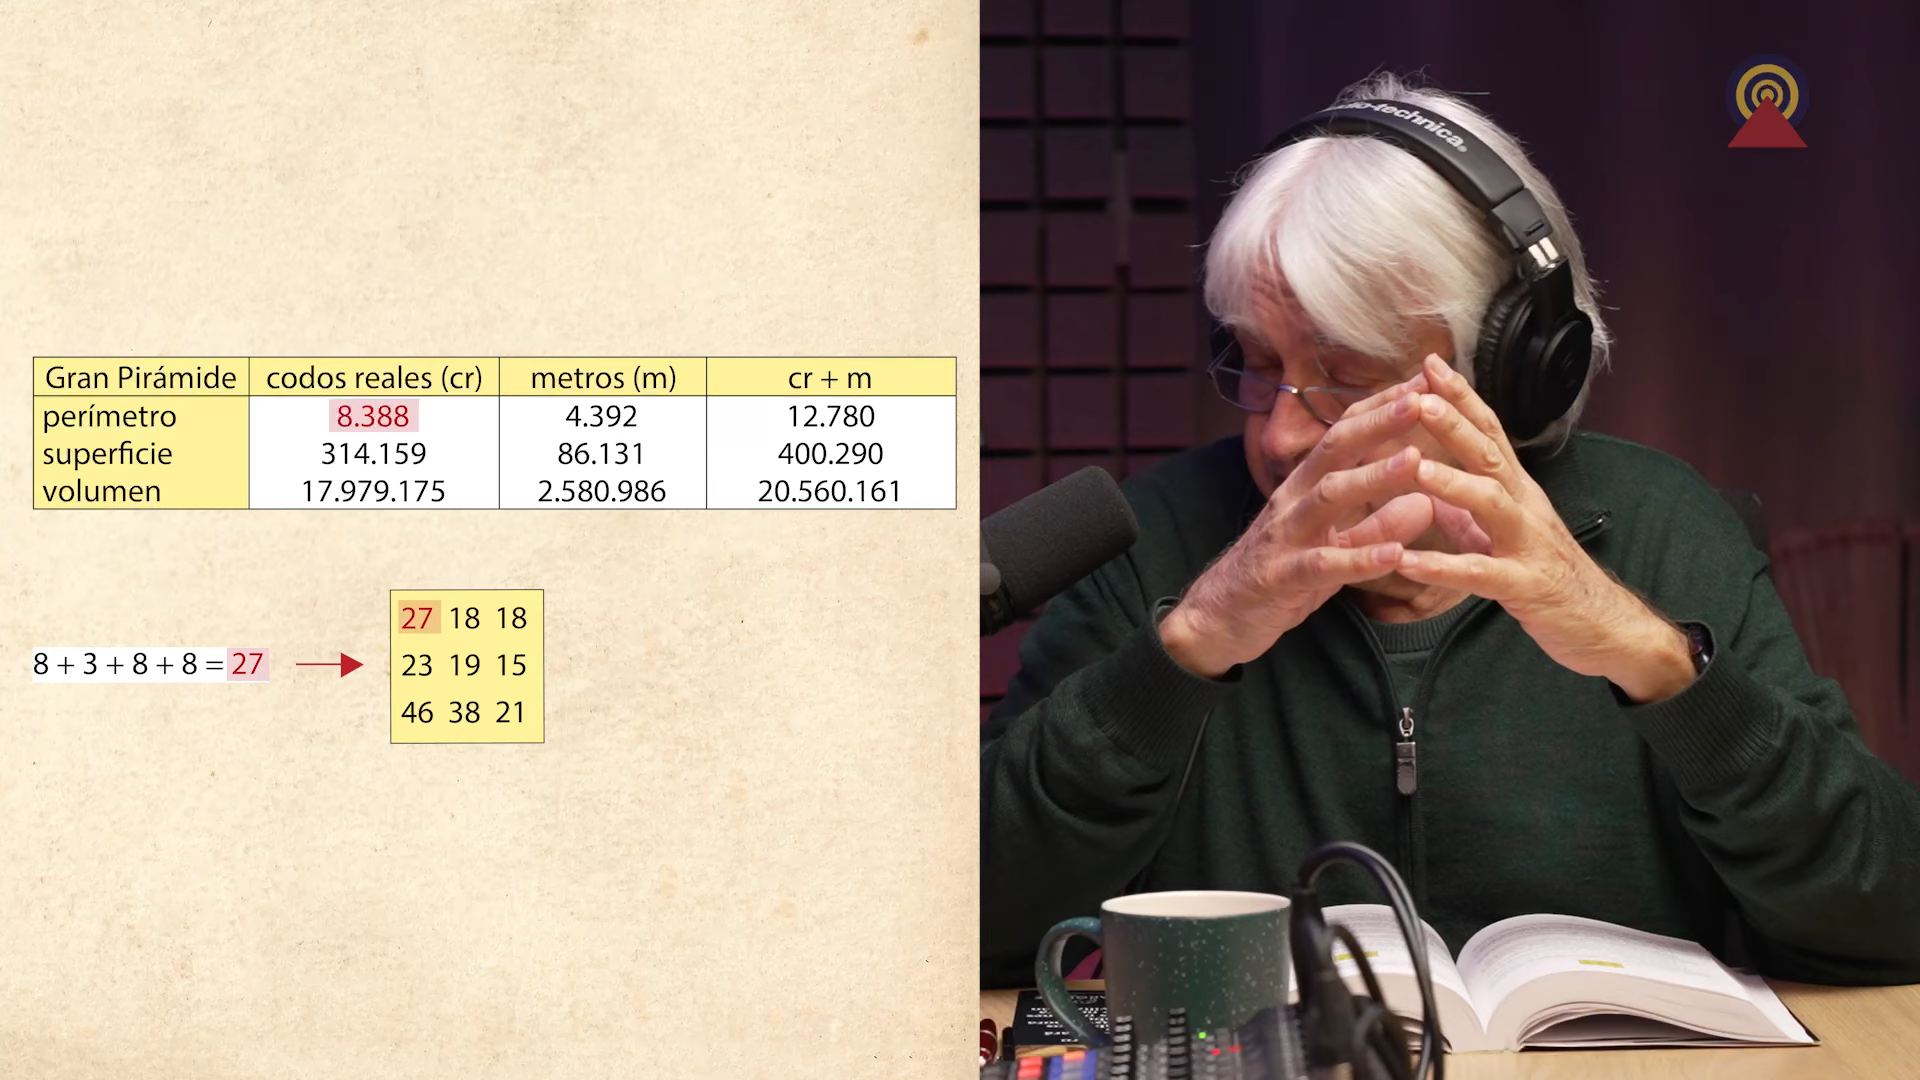 Gran Pirámide codos reales (cr) metros (m) cr + m
perímetro 8.388 4.392 12.780
superficie 314.159 86.131 400.290
volumen 17.979.175 2.580.986 20.560.161
8 + 3 + 8 + 8 = 27
27 18 18
23 19 15
46 38 21
audio-technica